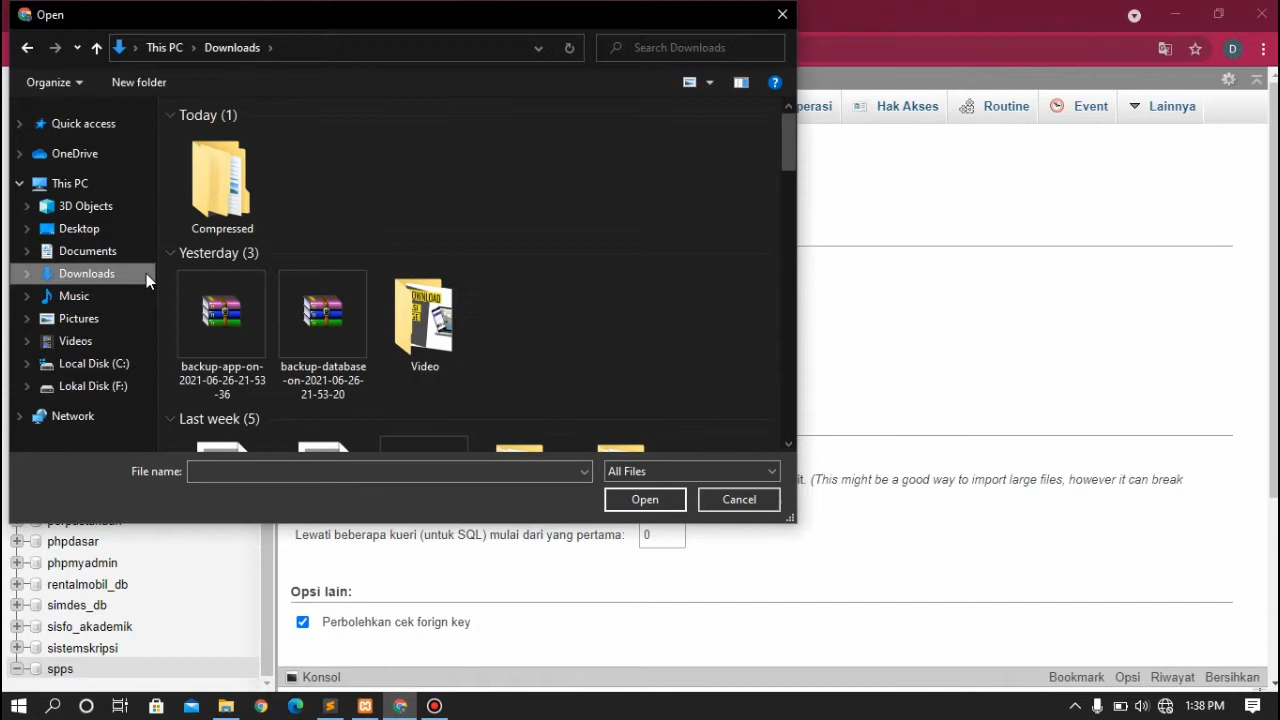 Open
This PC
Downloads
Search Downloads
Organize
New folder
Quick access
OneDrive
This PC
3D Objects
Desktop
Documents
Downloads
Music
Pictures
Videos
Local Disk (C:)
Lokal Disk (F:)
Network
Today (1)
Compressed
Yesterday (3)
backup-app-on-
2021-06-26-21-53
-36
backup-database
-on-2021-06-26-
21-53-20
Video
Last week (5)
File name:
All Files
Open
Cancel
D
Hak Akses
Routine
Event
Lainnya
(This might be a good way to import large files, however it can break
Lewati beberapa kueri (untuk SQL) mulai dari yang pertama:
0
Opsi lain:
Perbolehkan cek forign key
phpdasar
phpmyadmin
rentalmobil_db
simdes_db
sisfo_akademik
sistemskripsi
spps
Konsol
Bookmark
Opsi
Riwayat
Bersihkan
1:38 PM